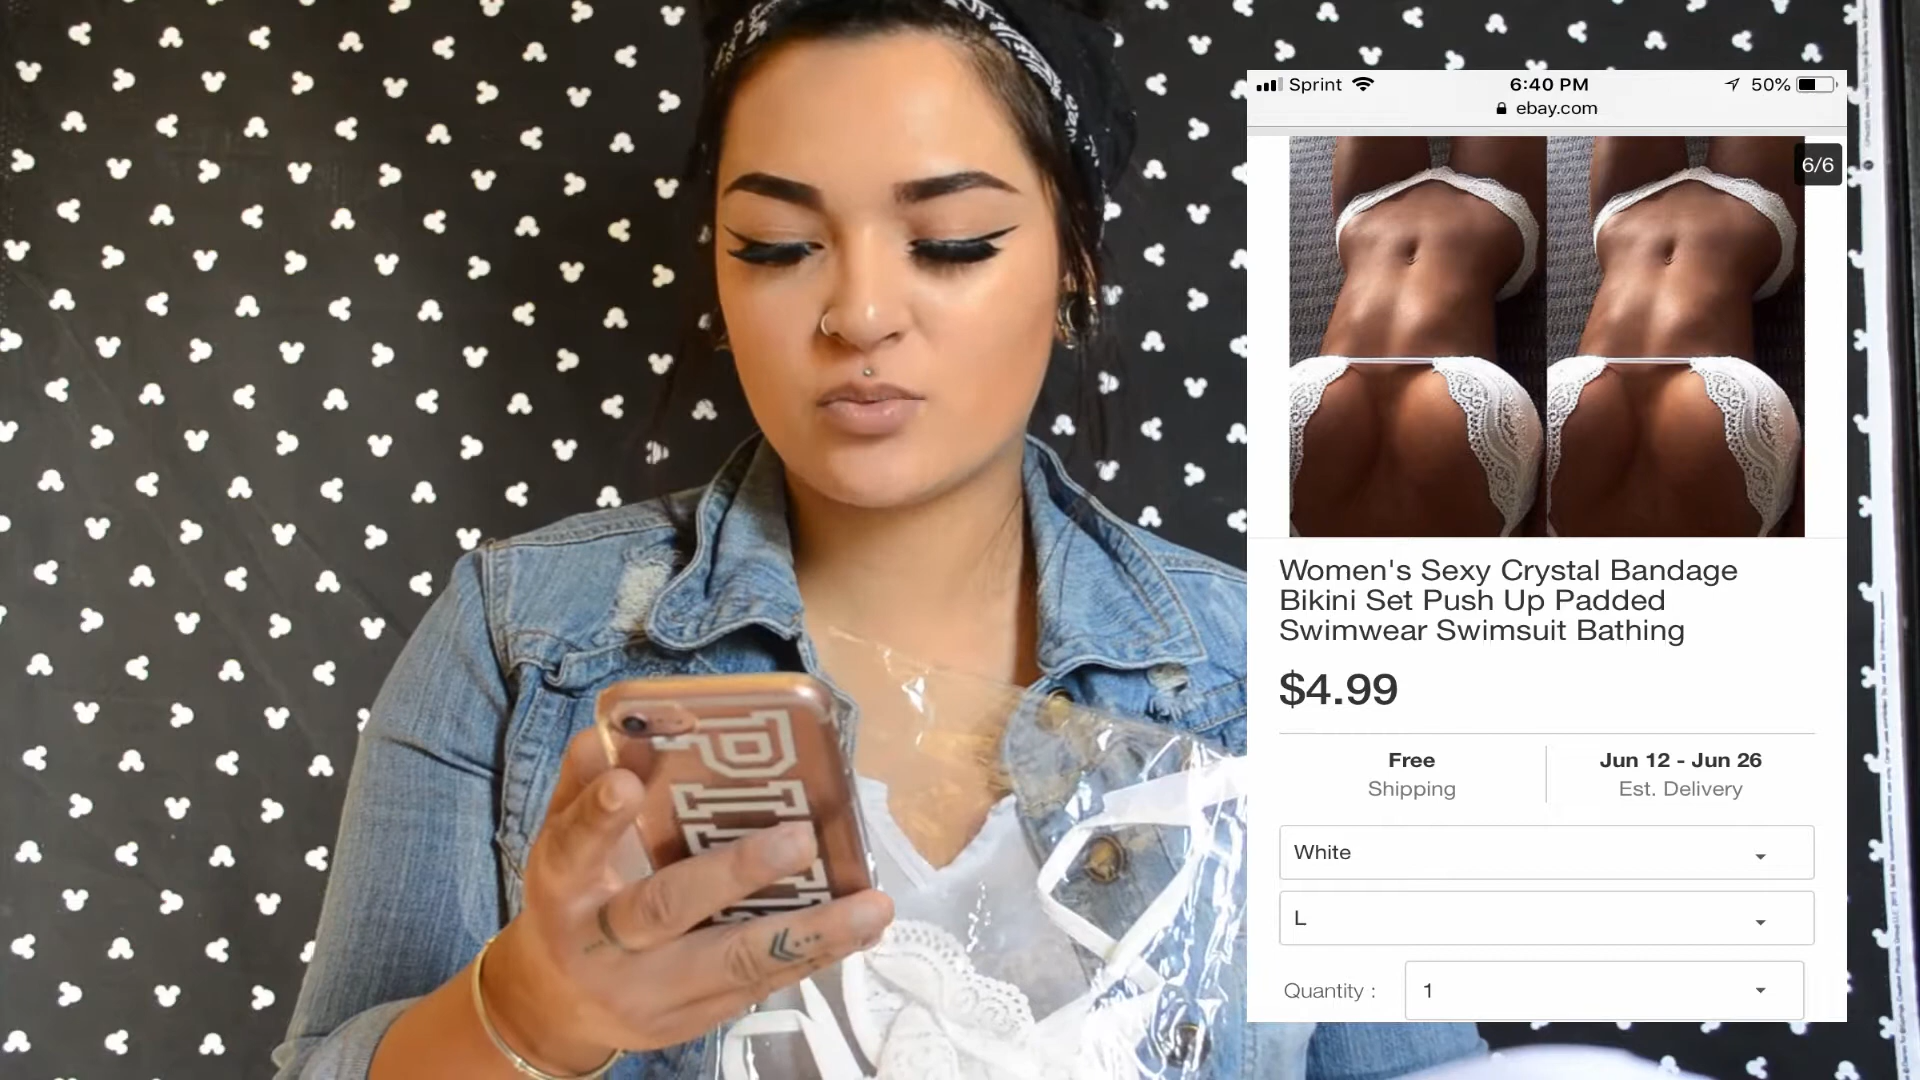 Sprint
6:40 PM
50%
ebay.com
6/6
Women's Sexy Crystal Bandage
Bikini Set Push Up Padded
Swimwear Swimsuit Bathing
$4.99
Free
Shipping
Jun 12 - Jun 26
Est. Delivery
White
L
Quantity :
1